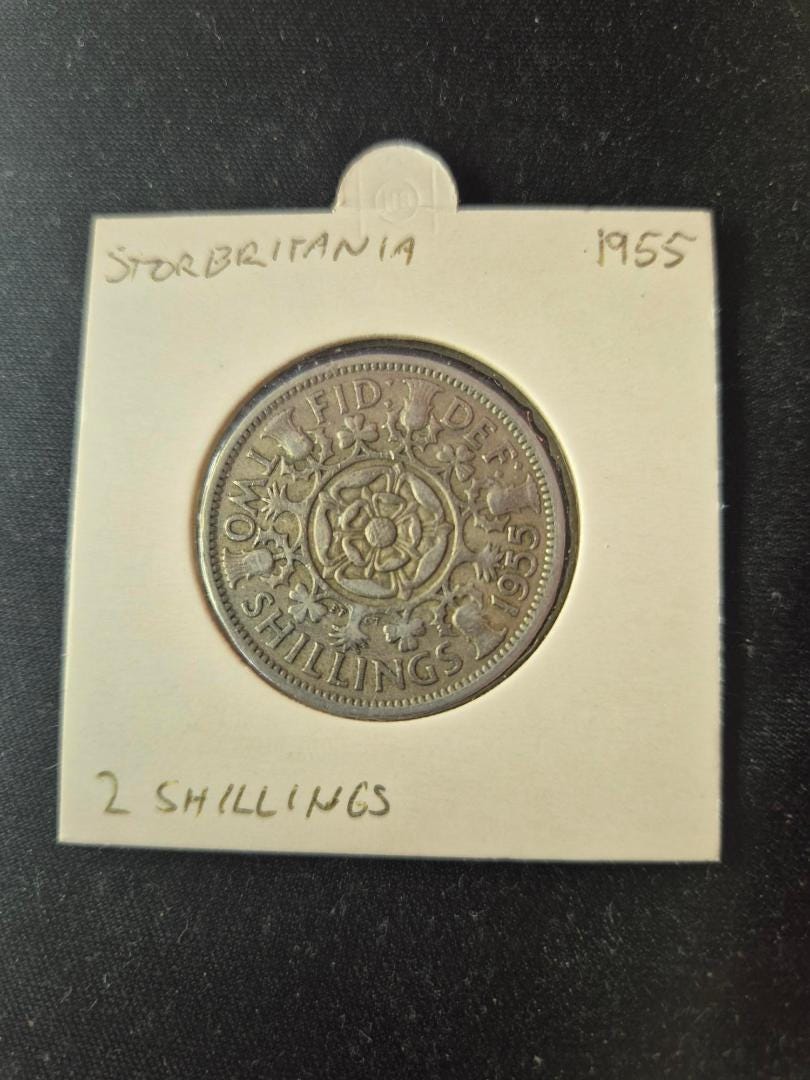 STORBRITANIA 1955
FID: DEF:
1955
TWO
SHILLINGS
2 SHILLINGS